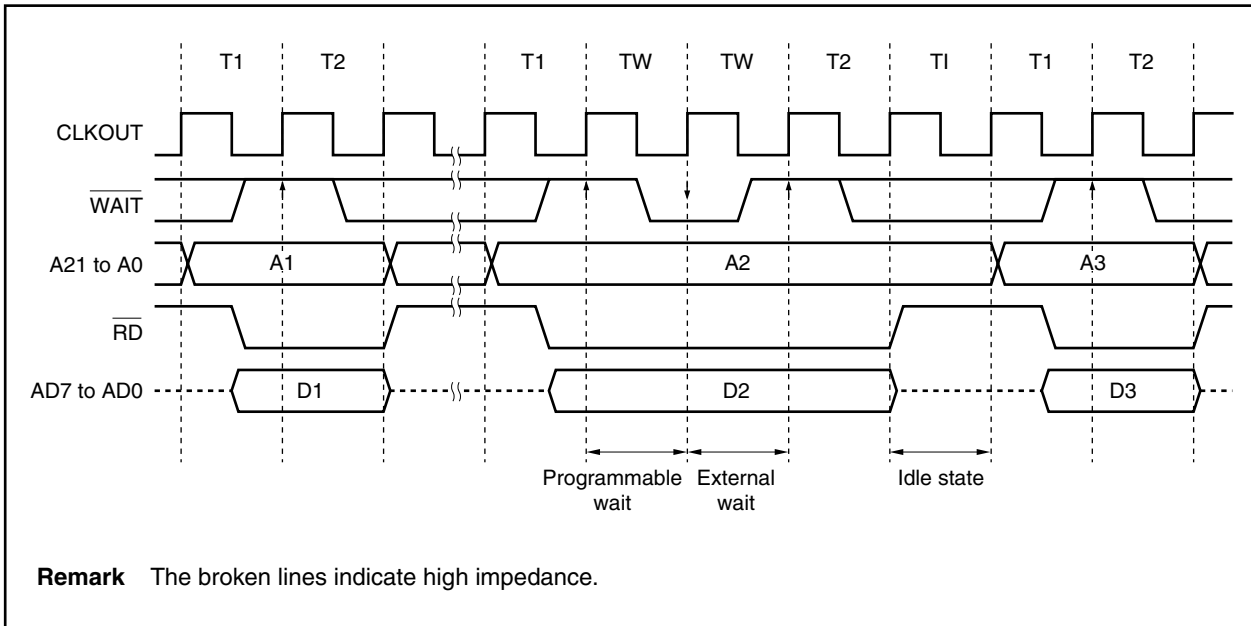 T1 T2 T1 TW TW T2 TI T1 T2
CLKOUT
WAIT
A21 to A0 A1 A2 A3
RD
AD7 to AD0 D1 D2 D3
Programmable wait
External wait
Idle state
Remark The broken lines indicate high impedance.